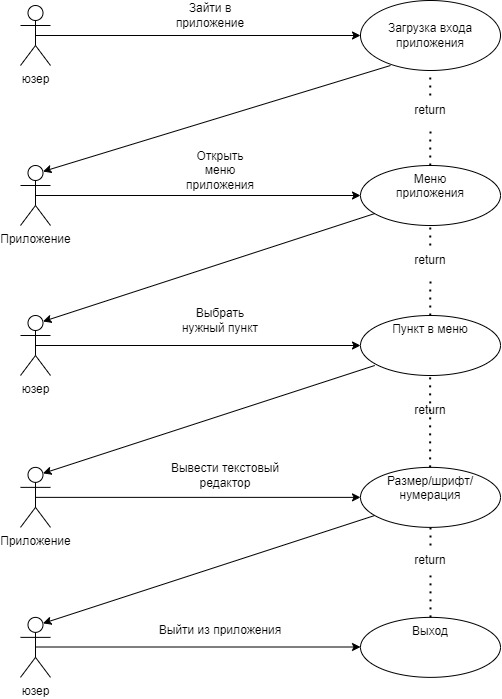 Зайти в
приложение
Загрузка входа
приложения
юзер
return
Открыть
меню
приложения
Меню
приложения
Приложение
return
Выбрать
нужный пункт
Пункт в меню
юзер
return
Вывести текстовый
редактор
Размер/шрифт/
нумерация
Приложение
return
Выйти из приложения
Выход
юзер